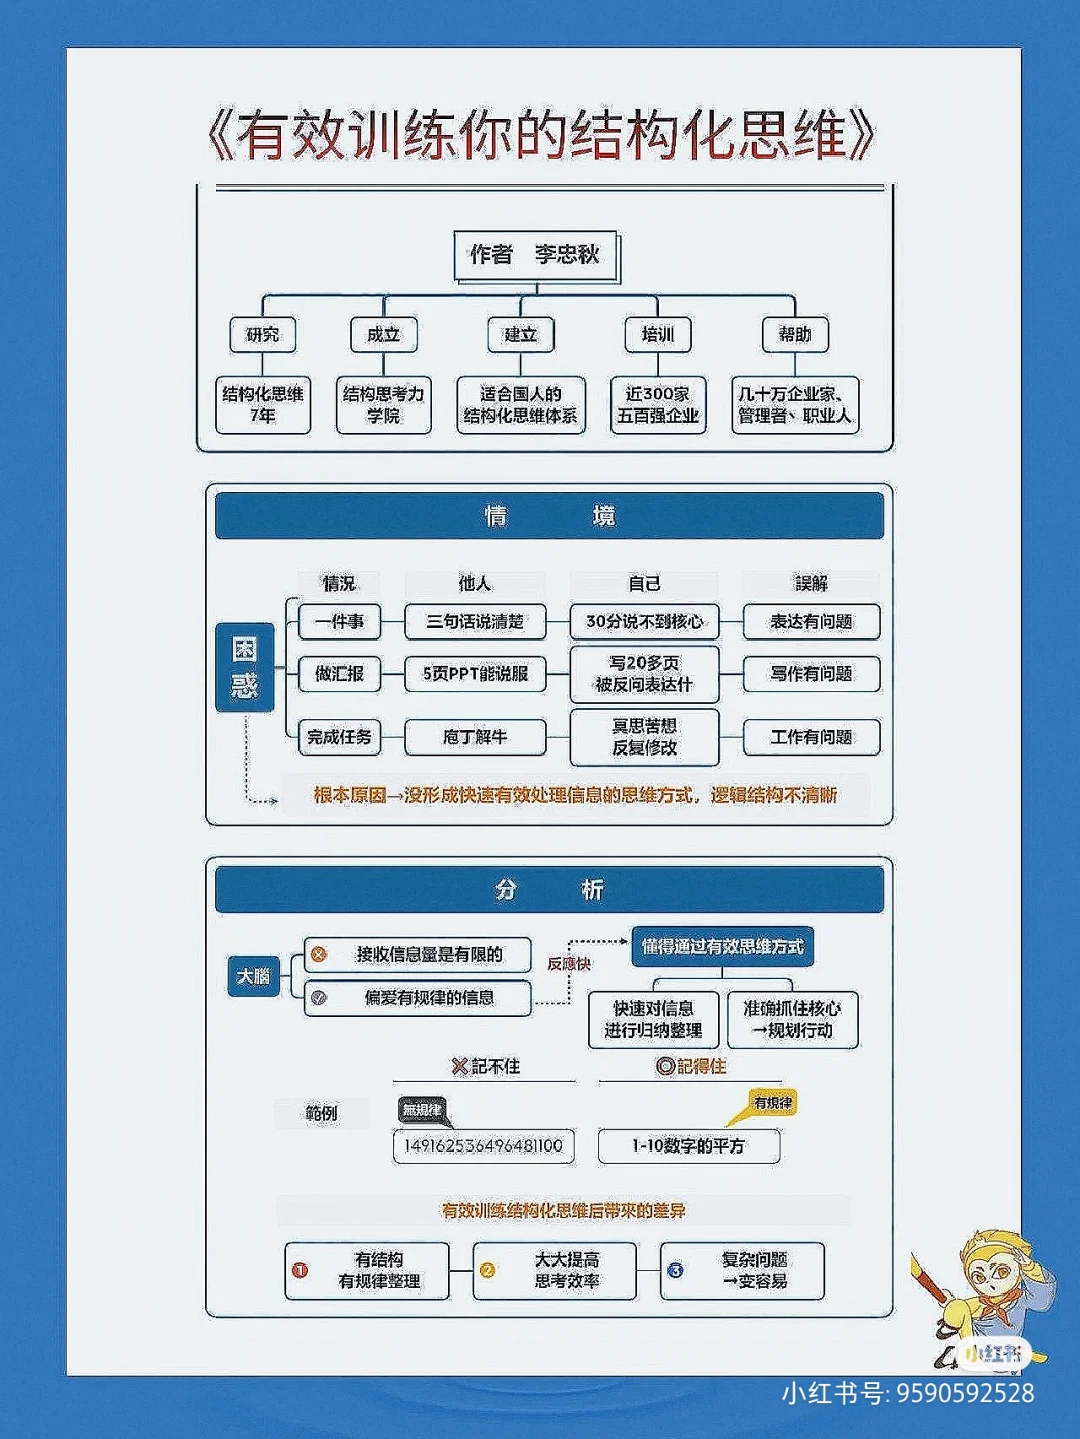 《有效训练你的结构化思维》
作者 李忠秋
研究
成立
建立
培训
帮助
结构化思维
7年
结构思考力
学院
适合国人的
结构化思维体系
近300家
五百强企业
几十万企业家、
管理者、职业人
情 境
情况
他人
自己
誤解
困
惑
一件事
三句话说清楚
30分说不到核心
表达有问题
做汇报
5页PPT能说服
写20多页
被反问表达什
写作有问题
完成任务
庖丁解牛
冥思苦想
反复修改
工作有问题
根本原因→没形成快速有效处理信息的思维方式，逻辑结构不清晰
分 析
大腦
接收信息量是有限的
偏爱有规律的信息
反應快
懂得通过有效思维方式
快速对信息
进行归纳整理
准确抓住核心
→规划行动
記不住
記得住
範例
無規律
有規律
149162536496481100
1-10数字的平方
有效训练结构化思维后带來的差异
1 有结构
有规律整理
2 大大提高
思考效率
3 复杂问题
→变容易
小红书
小红书号: 9590592528